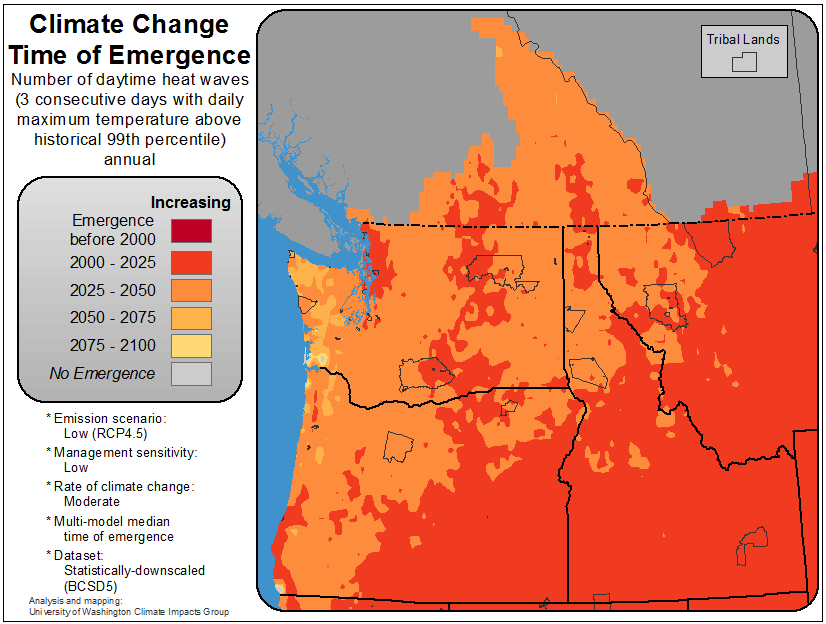 Climate Change
Time of Emergence
Number of daytime heat waves
(3 consecutive days with daily
maximum temperature above
historical 99th percentile)
annual
Increasing
Emergence
before 2000
2000 - 2025
2025 - 2050
2050 - 2075
2075 - 2100
No Emergence
* Emission scenario:
Low (RCP4.5)
* Management sensitivity:
Low
* Rate of climate change:
Moderate
* Multi-model median
time of emergence
* Dataset:
Statistically-downscaled
(BCSD5)
Analysis and mapping:
University of Washington Climate Impacts Group
Tribal Lands